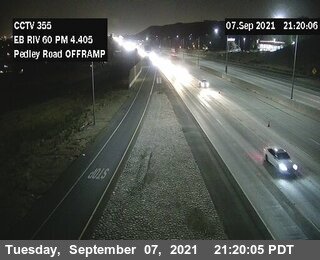 CCTV 355
EB RIV 60 PM 4.405
Pedley Road OFFRAMP
07.Sep 2021 21:20:06
STOP
Tuesday, September 07, 2021 21:20:05 PDT